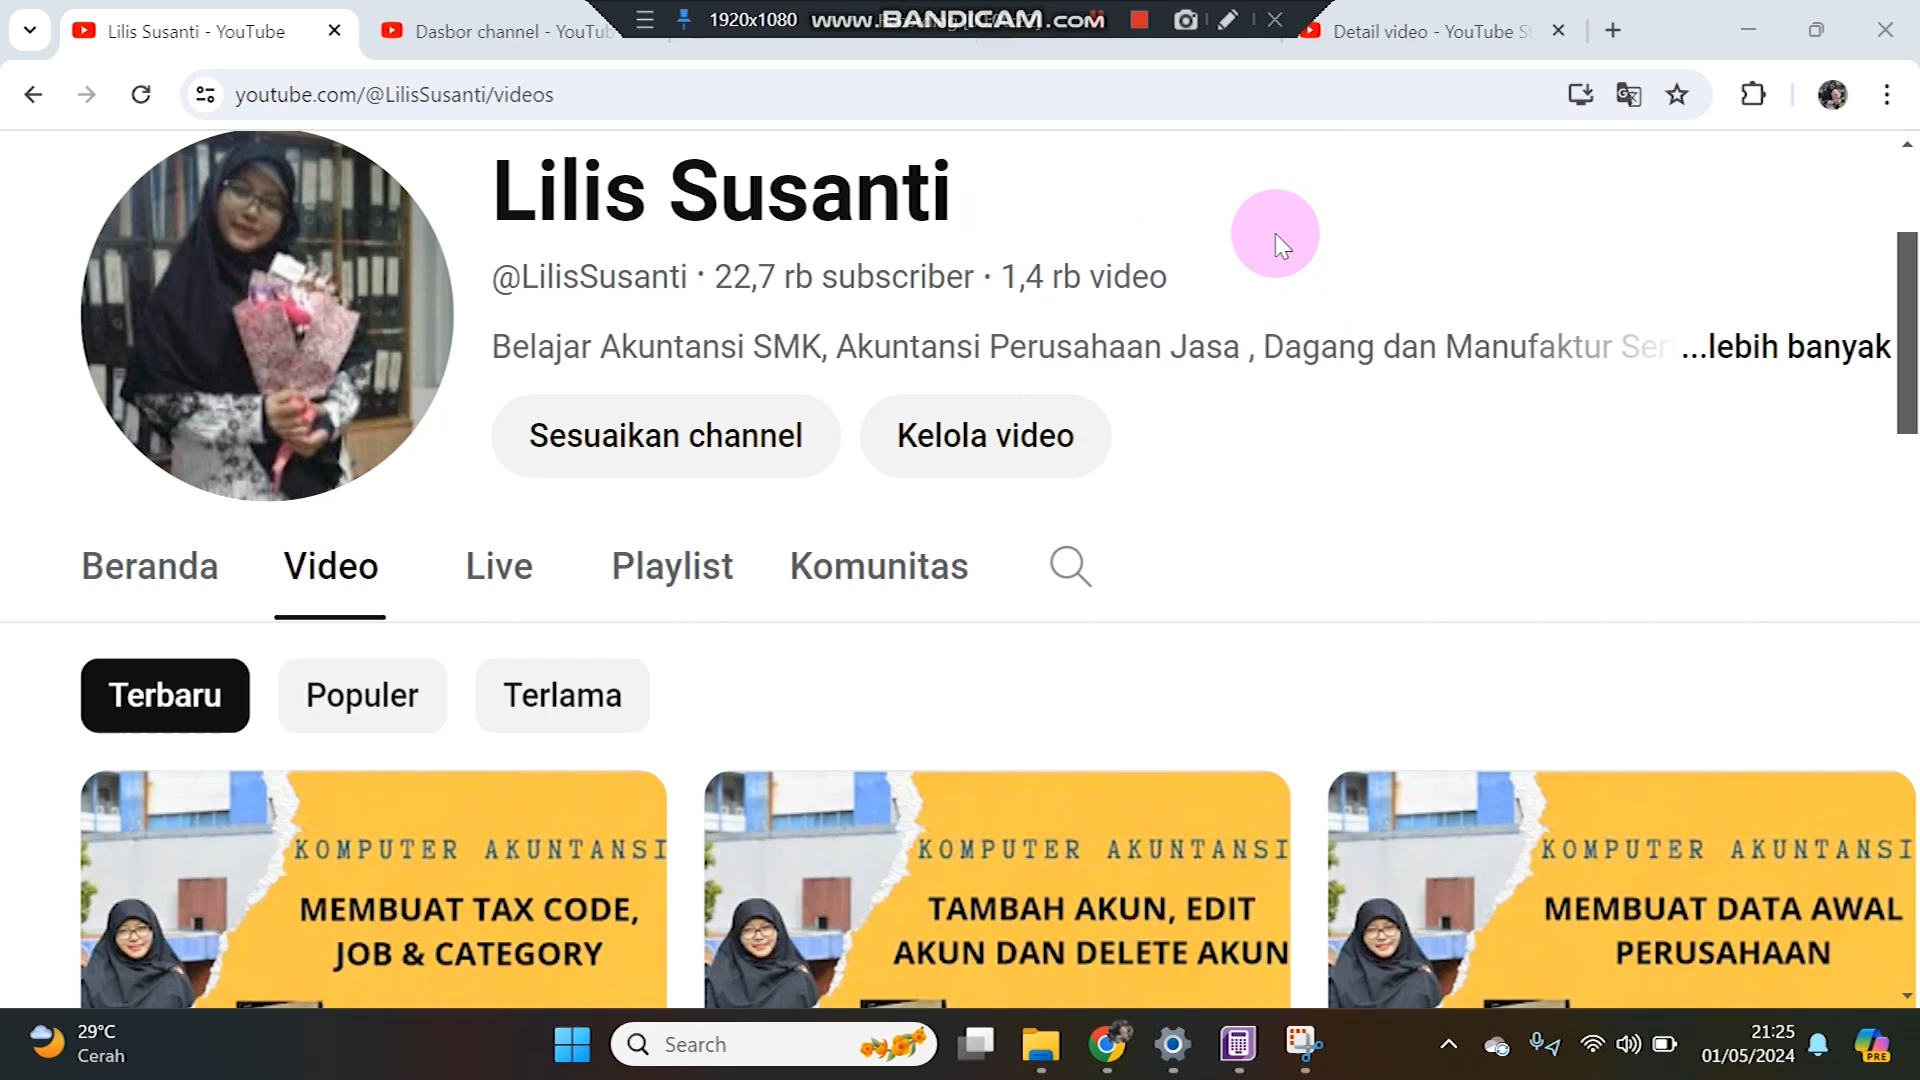 Lilis Susanti - YouTube
Dasbor channel - YouTu
1920x1080
www.BANDICAM.com
Detail video - YouTube St
youtube.com/@LilisSusanti/videos
Lilis Susanti
@LilisSusanti · 22,7 rb subscriber · 1,4 rb video
Belajar Akuntansi SMK, Akuntansi Perusahaan Jasa , Dagang dan Manufaktur Ser ...lebih banyak
Sesuaikan channel
Kelola video
Beranda
Video
Live
Playlist
Komunitas
Terbaru
Populer
Terlama
KOMPUTER AKUNTANSI
MEMBUAT TAX CODE,
JOB & CATEGORY
KOMPUTER AKUNTANSI
TAMBAH AKUN, EDIT
AKUN DAN DELETE AKUN
KOMPUTER AKUNTANSI
MEMBUAT DATA AWAL
PERUSAHAAN
29°C
Cerah
Search
21:25
01/05/2024
PRE